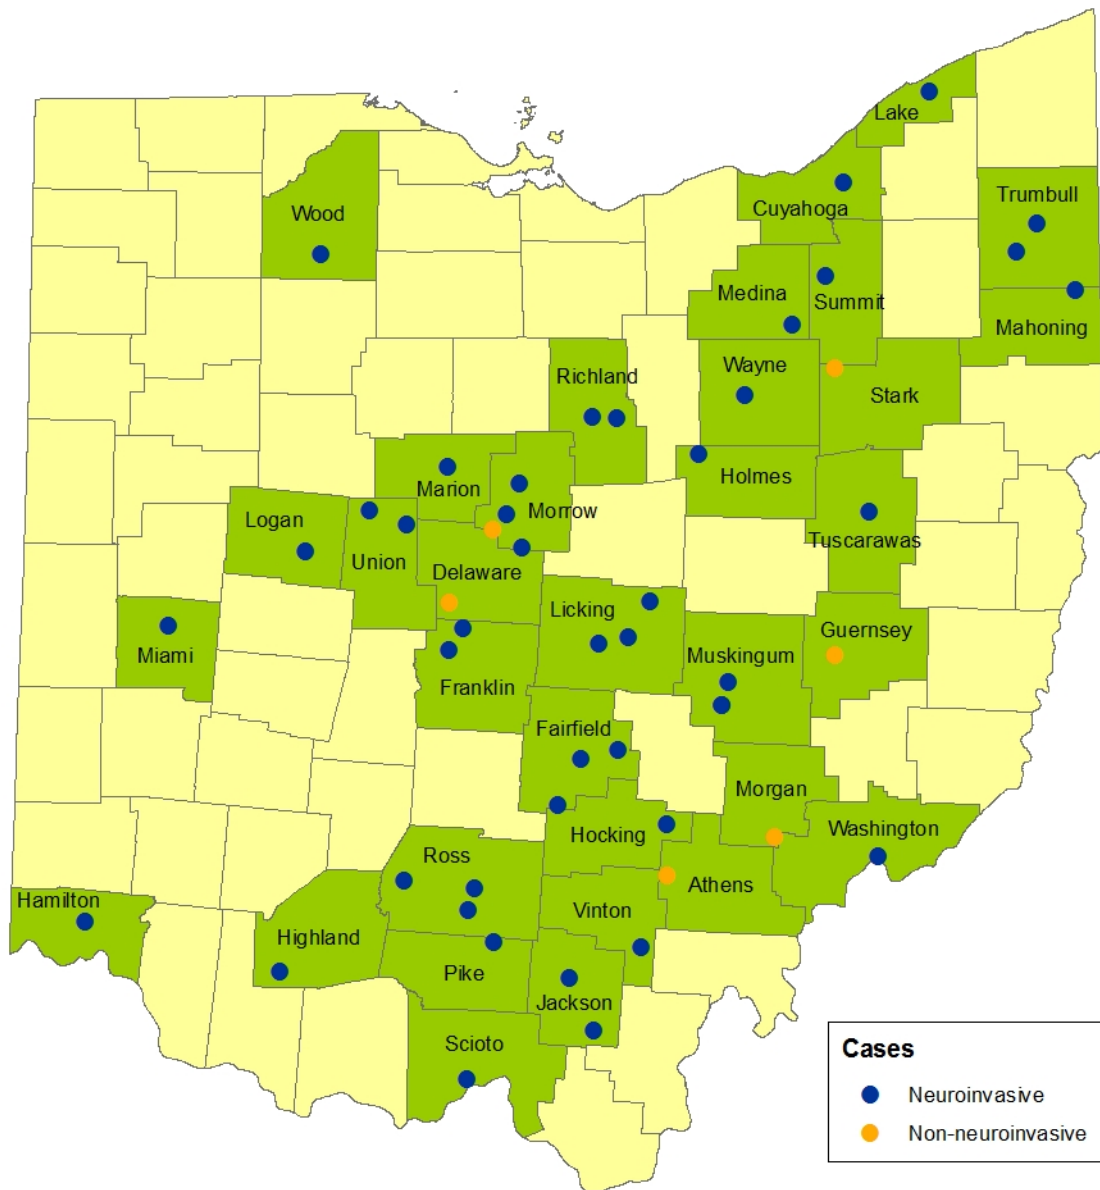 Lake
Trumbull
Wood
Cuyahoga
Medina
Summit
Mahoning
Wayne
Richland
Stark
Holmes
Marion
Morrow
Logan
Tuscarawas
Union
Delaware
Licking
Guernsey
Miami
Muskingum
Franklin
Fairfield
Morgan
Hocking
Washington
Ross
Athens
Hamilton
Vinton
Highland
Pike
Jackson
Scioto
Cases
Neuroinvasive
Non-neuroinvasive